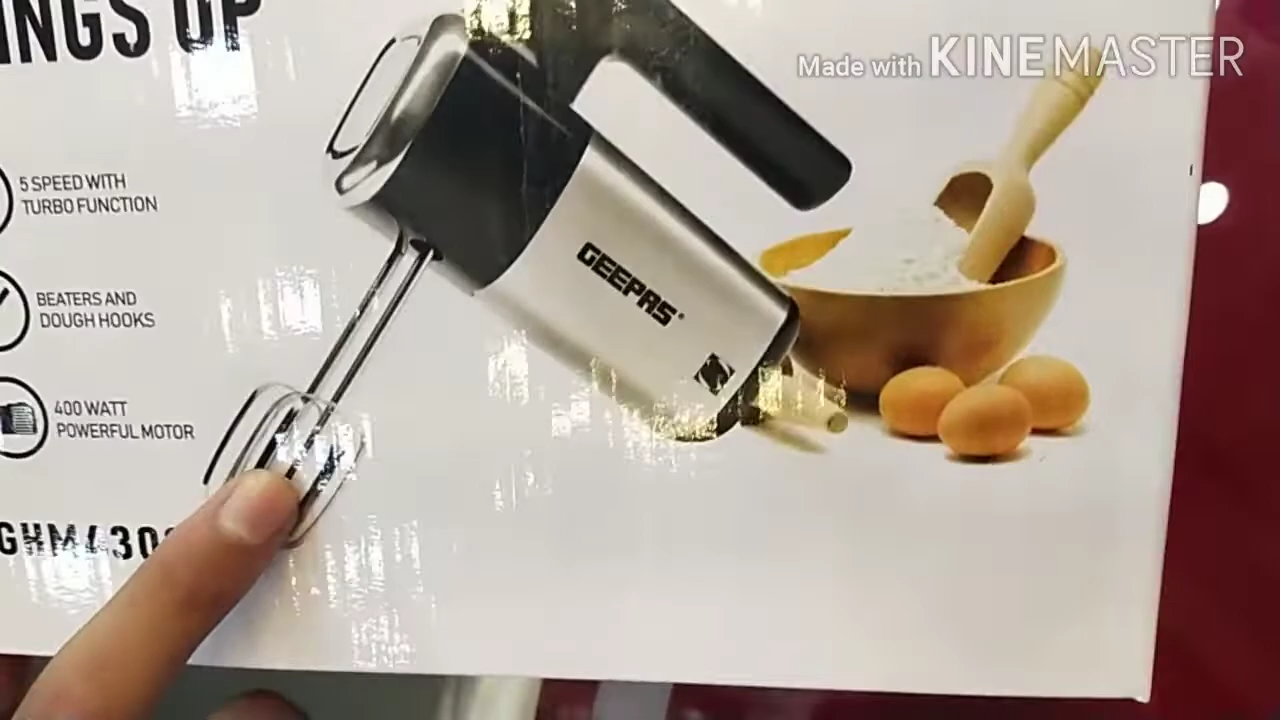 INGS UP
Made with KINEMASTER
5 SPEED WITH
TURBO FUNCTION
GEEPAS®
BEATERS AND
DOUGH HOOKS
400 WATT
POWERFUL MOTOR